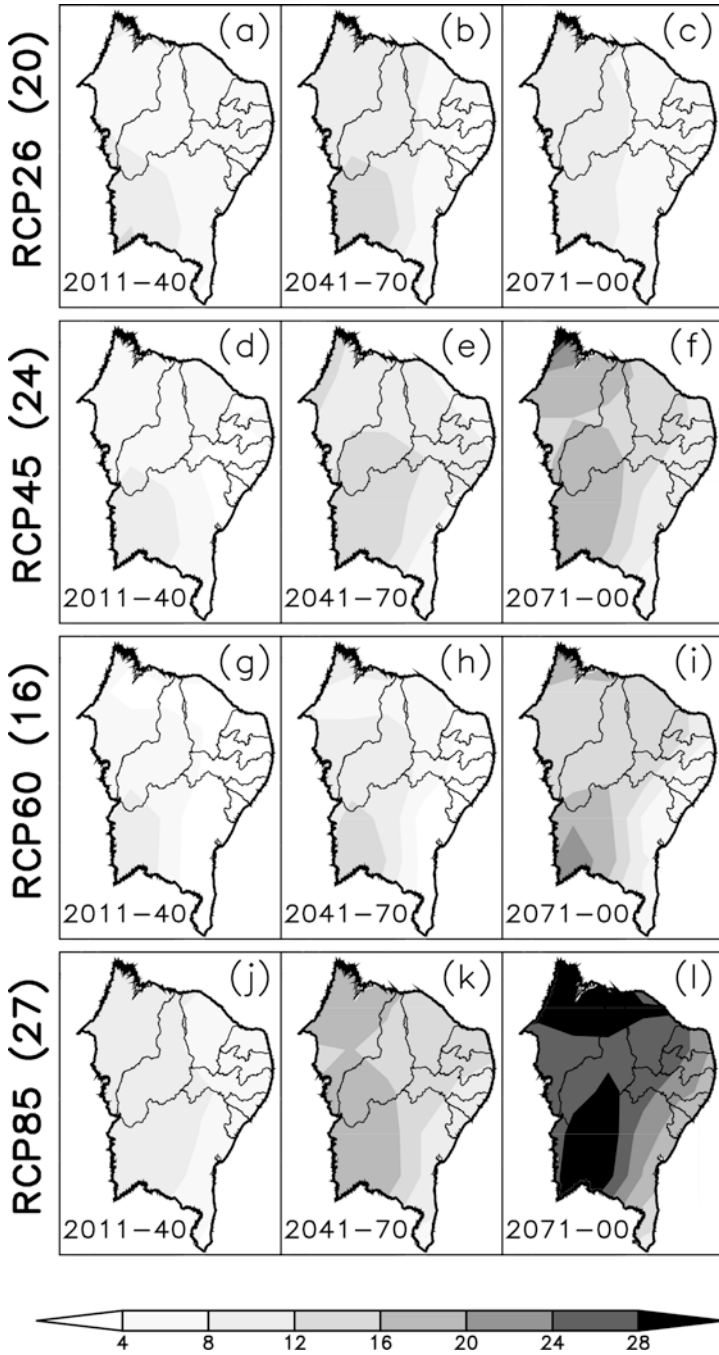 RCP26 (20)
(a)
(b)
(c)
2011-40
2041-70
2071-00
RCP45 (24)
(d)
(e)
(f)
2011-40
2041-70
2071-00
RCP60 (16)
(g)
(h)
(i)
2011-40
2041-70
2071-00
RCP85 (27)
(j)
(k)
(l)
2011-40
2041-70
2071-00
4 8 12 16 20 24 28